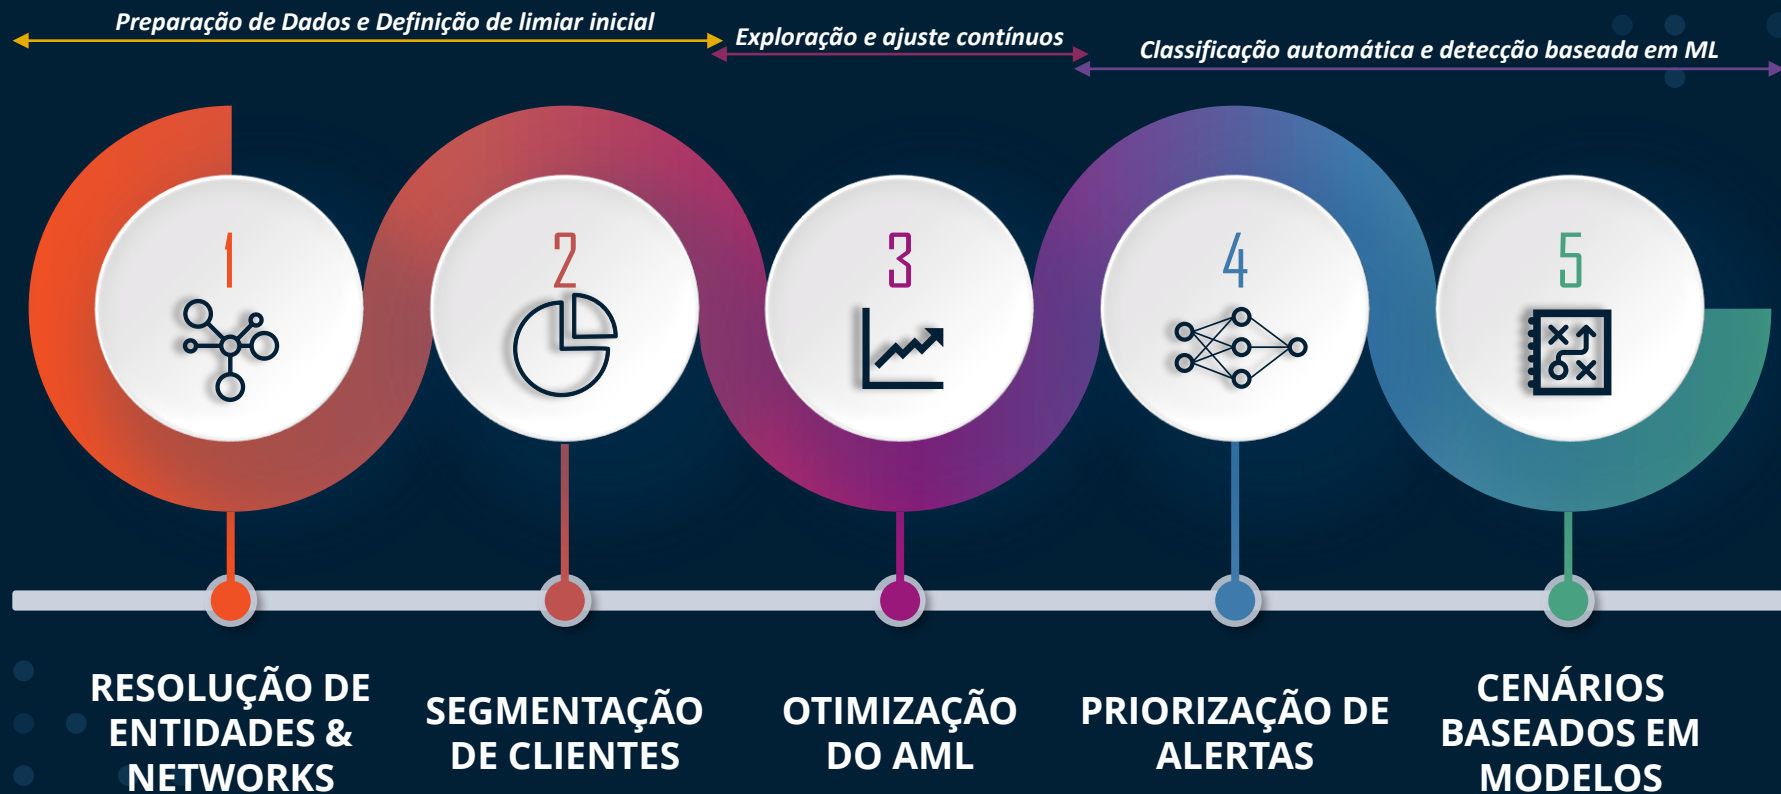 Preparação de Dados e Definição de limiar inicial
Exploração e ajuste contínuos
Classificação automática e detecção baseada em ML
1
2
3
4
5
RESOLUÇÃO DE
ENTIDADES &
NETWORKS
SEGMENTAÇÃO
DE CLIENTES
OTIMIZAÇÃO
DO AML
PRIORIZAÇÃO DE
ALERTAS
CENÁRIOS
BASEADOS EM
MODELOS